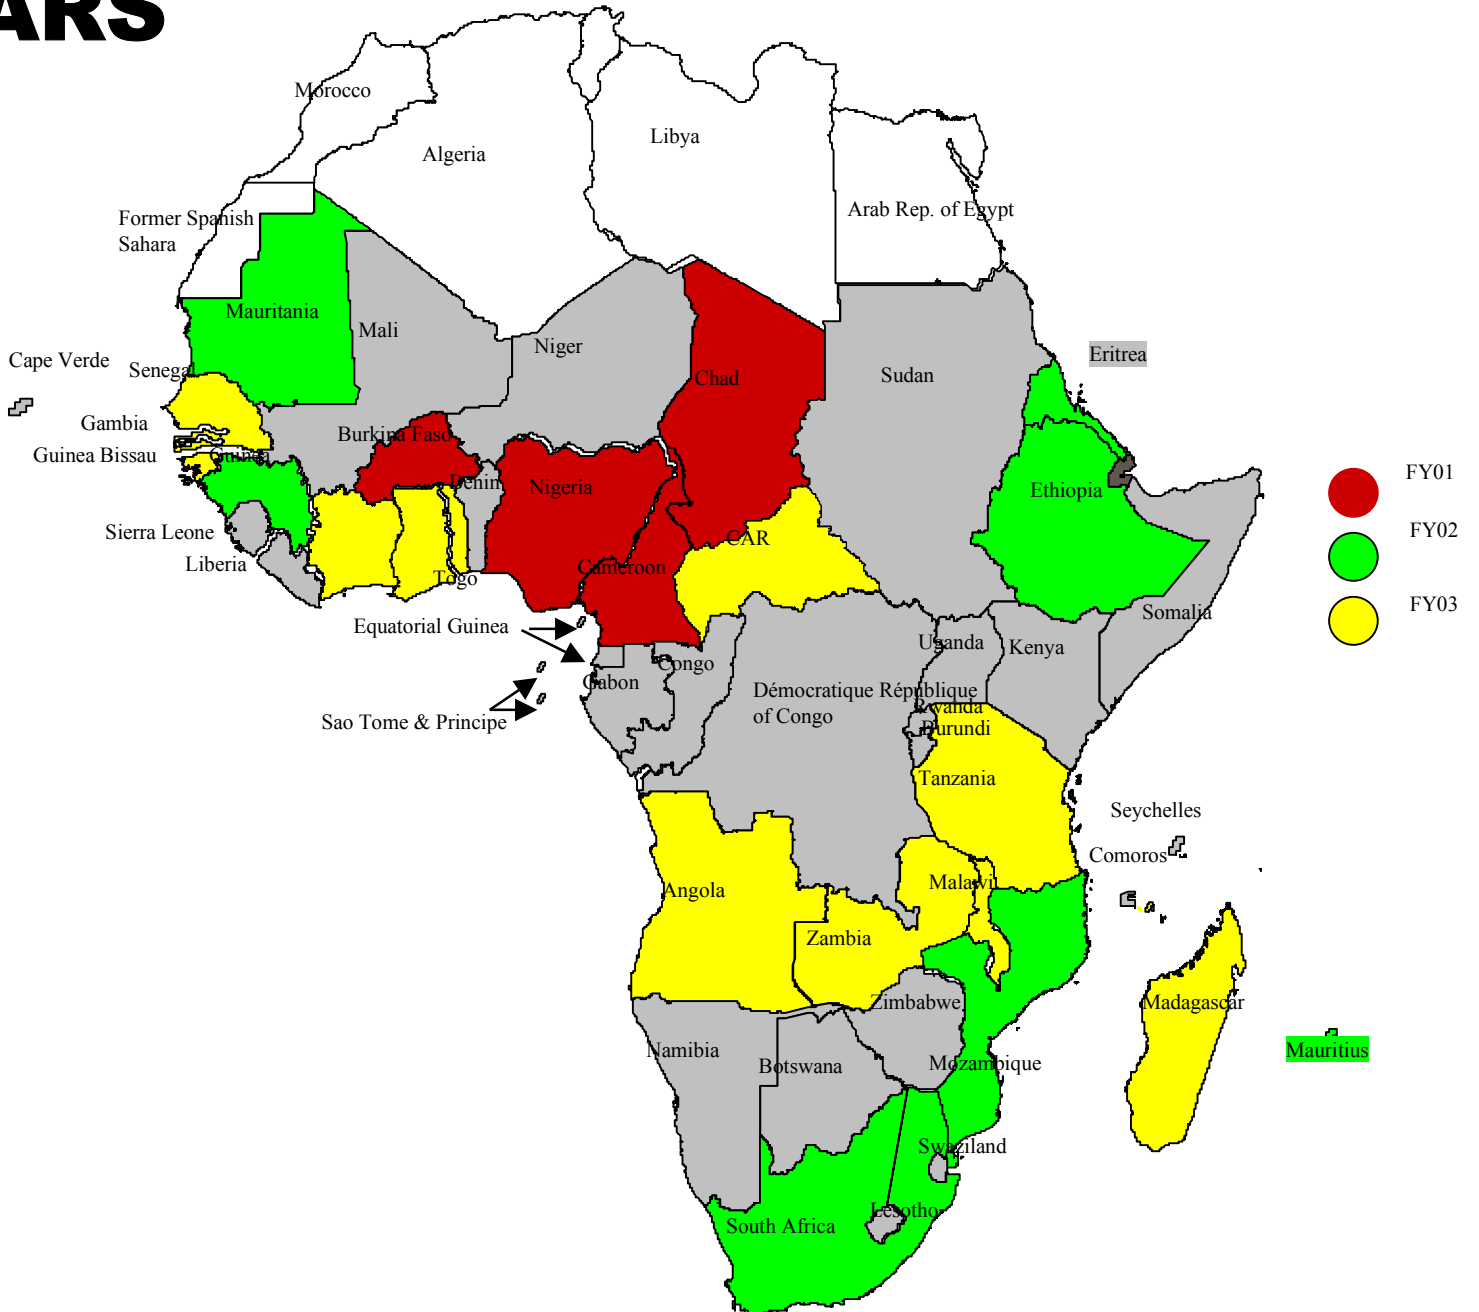 ARS
Morocco
Algeria
Libya
Arab Rep. of Egypt
Former Spanish
Sahara
Mauritania
Mali
Niger
Chad
Sudan
Eritrea
Cape Verde
Senegal
Gambia
Guinea Bissau
Guinea
Burkina Faso
Benin
Nigeria
Ethiopia
FY01
FY02
FY03
Sierra Leone
Liberia
Togo
Cameroon
CAR
Somalia
Equatorial Guinea
Uganda
Kenya
Congo
Gabon
Démocratique République
of Congo
Rwanda
Burundi
Sao Tome & Principe
Tanzania
Seychelles
Comoros
Angola
Malawi
Zambia
Zimbabwe
Madagascar
Namibia
Botswana
Mozambique
Mauritius
Swaziland
Lesotho
South Africa